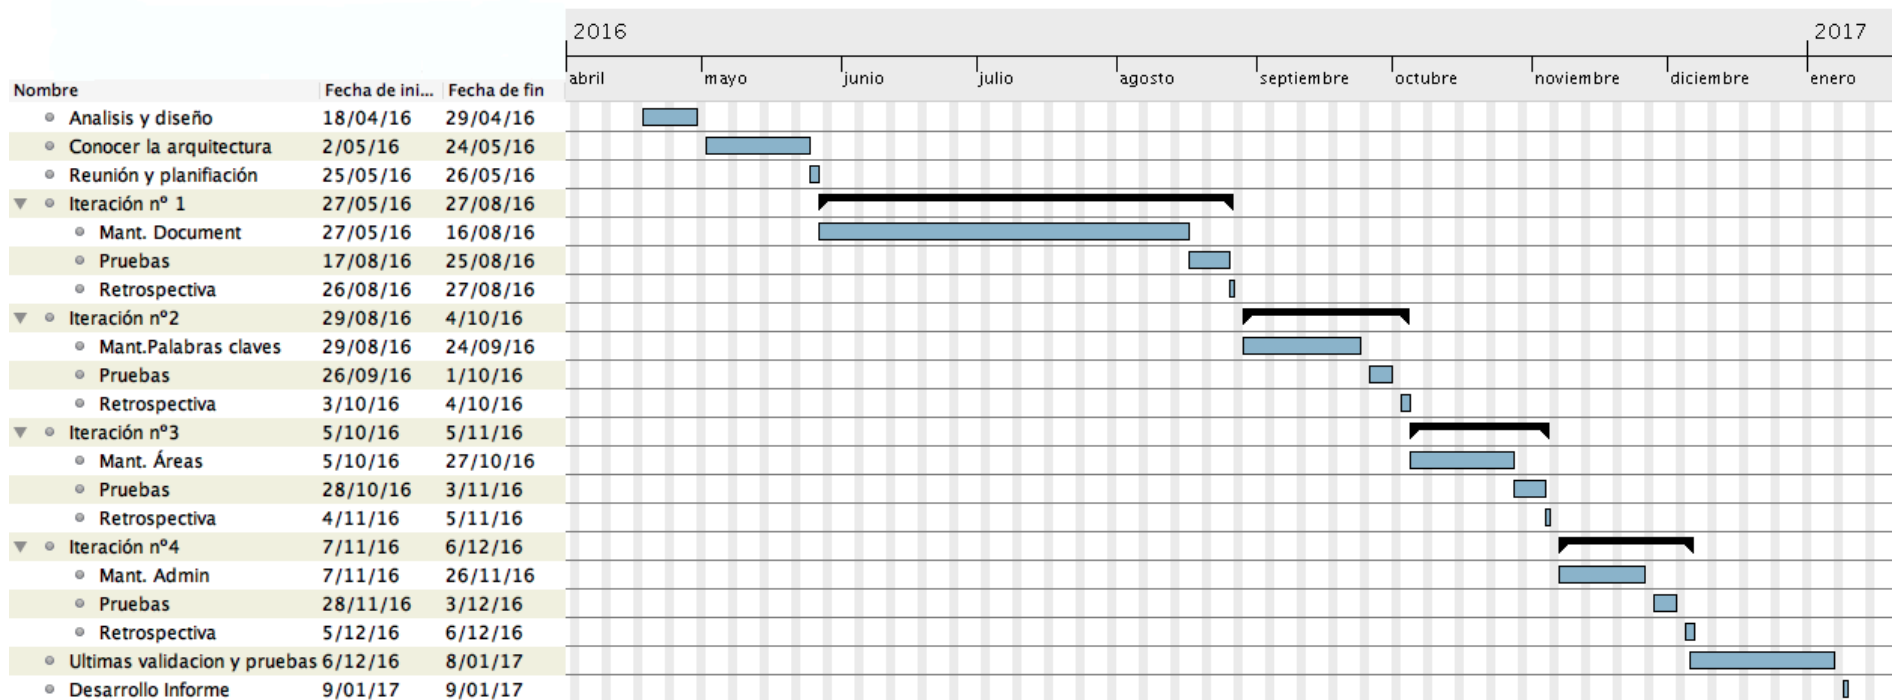 2016 2017
abril mayo junio julio agosto septiembre octubre noviembre diciembre enero
Nombre Fecha de ini... Fecha de fin
Analisis y diseño 18/04/16 29/04/16
Conocer la arquitectura 2/05/16 24/05/16
Reunión y planifiación 25/05/16 26/05/16
Iteración nº 1 27/05/16 27/08/16
Mant. Document 27/05/16 16/08/16
Pruebas 17/08/16 25/08/16
Retrospectiva 26/08/16 27/08/16
Iteración nº2 29/08/16 4/10/16
Mant.Palabras claves 29/08/16 24/09/16
Pruebas 26/09/16 1/10/16
Retrospectiva 3/10/16 4/10/16
Iteración nº3 5/10/16 5/11/16
Mant. Áreas 5/10/16 27/10/16
Pruebas 28/10/16 3/11/16
Retrospectiva 4/11/16 5/11/16
Iteración nº4 7/11/16 6/12/16
Mant. Admin 7/11/16 26/11/16
Pruebas 28/11/16 3/12/16
Retrospectiva 5/12/16 6/12/16
Ultimas validacion y pruebas 6/12/16 8/01/17
Desarrollo Informe 9/01/17 9/01/17